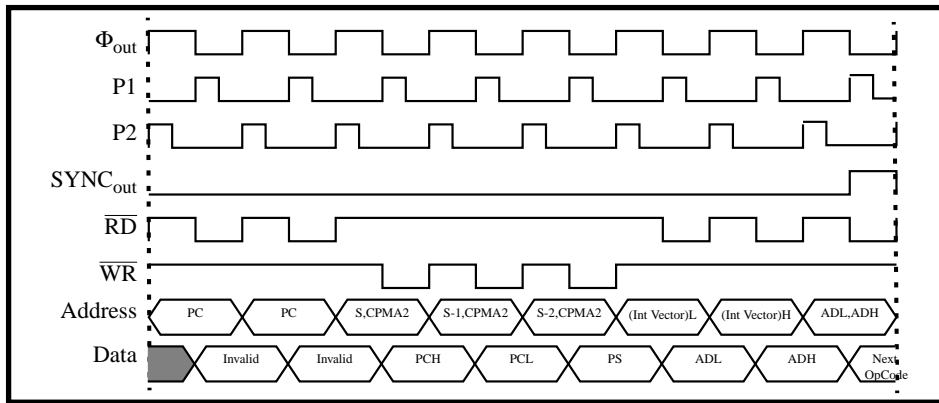 Φout
P1
P2
SYNCout
RD
WR
Address PC PC S,CPMA2 S-1,CPMA2 S-2,CPMA2 (Int Vector)L (Int Vector)H ADL,ADH
Data Invalid Invalid PCH PCL PS ADL ADH Next
OpCode